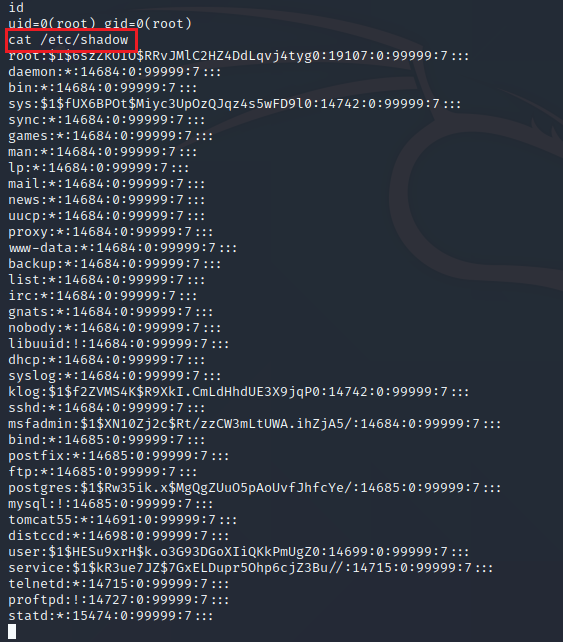 id
uid=0(root) gid=0(root)
cat /etc/shadow
root:$1$6szZkOIU$RRvJMlC2HZ4DdLqvj4tyg0:19107:0:99999:7:::
daemon:*:14684:0:99999:7:::
bin:*:14684:0:99999:7:::
sys:$1$fUX6BPOt$Miyc3UpOzQJqz4s5wFD9l0:14742:0:99999:7:::
sync:*:14684:0:99999:7:::
games:*:14684:0:99999:7:::
man:*:14684:0:99999:7:::
lp:*:14684:0:99999:7:::
mail:*:14684:0:99999:7:::
news:*:14684:0:99999:7:::
uucp:*:14684:0:99999:7:::
proxy:*:14684:0:99999:7:::
www-data:*:14684:0:99999:7:::
backup:*:14684:0:99999:7:::
list:*:14684:0:99999:7:::
irc:*:14684:0:99999:7:::
gnats:*:14684:0:99999:7:::
nobody:*:14684:0:99999:7:::
libuuid:!:14684:0:99999:7:::
dhcp:*:14684:0:99999:7:::
syslog:*:14684:0:99999:7:::
klog:$1$f2ZVMS4K$R9XkI.CmLdHhdUE3X9jqP0:14742:0:99999:7:::
sshd:*:14684:0:99999:7:::
msfadmin:$1$XN10Zj2c$Rt/zzCW3mLtUWA.ihZjA5/:14684:0:99999:7:::
bind:*:14685:0:99999:7:::
postfix:*:14685:0:99999:7:::
ftp:*:14685:0:99999:7:::
postgres:$1$Rw35ik.x$MgQgZUuO5pAoUvfJhfcYe/:14685:0:99999:7:::
mysql:!:14685:0:99999:7:::
tomcat55:*:14691:0:99999:7:::
distccd:*:14698:0:99999:7:::
user:$1$HESu9xrH$k.o3G93DGoXIiQKkPmUgZ0:14699:0:99999:7:::
service:$1$kR3ue7JZ$7GxELDupr5Ohp6cjZ3Bu//:14715:0:99999:7:::
telnetd:*:14715:0:99999:7:::
proftpd:!:14727:0:99999:7:::
statd:*:15474:0:99999:7:::